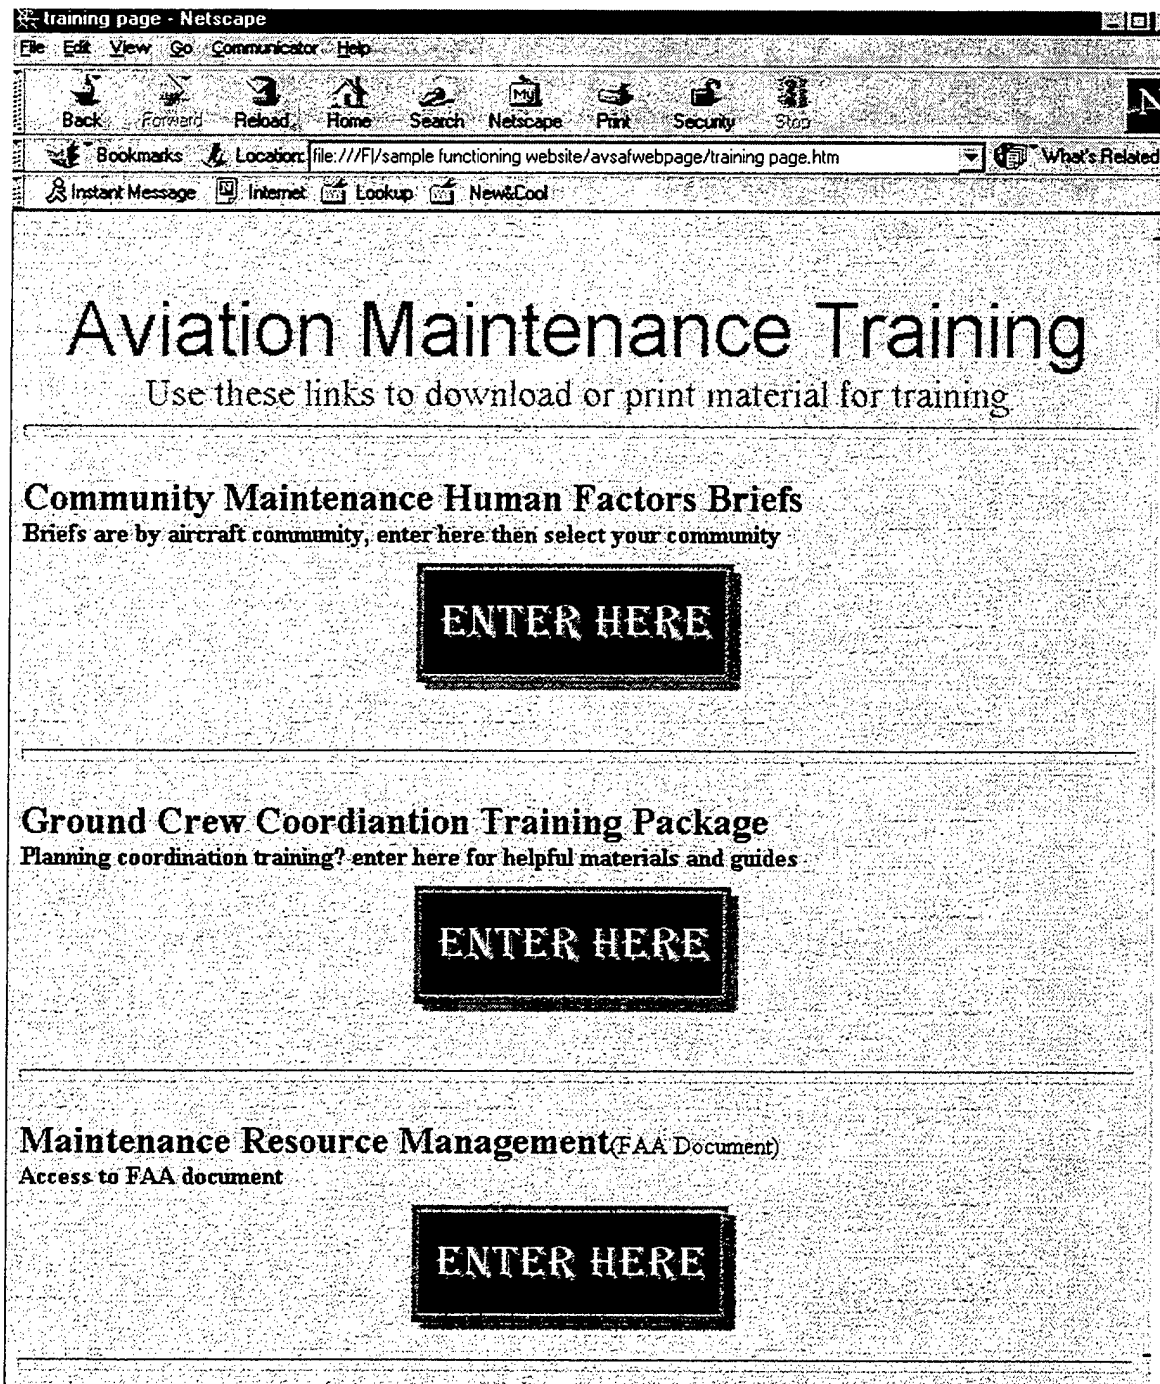 training page - Netscape
File Edit View Go Communicator Help
Back Forward Reload Home Search Netscape Print Security Stop
My
N
Bookmarks Location: file:///F|/sample functioning website/avsafwebpage/training page.htm What's Related
Instant Message Internet Lookup New&Cool
Aviation Maintenance Training
Use these links to download or print material for training
Community Maintenance Human Factors Briefs
Briefs are by aircraft community, enter here then select your community
ENTER HERE
Ground Crew Coordiantion Training Package
Planning coordination training? enter here for helpful materials and guides
ENTER HERE
Maintenance Resource Management(FAA Document)
Access to FAA document
ENTER HERE